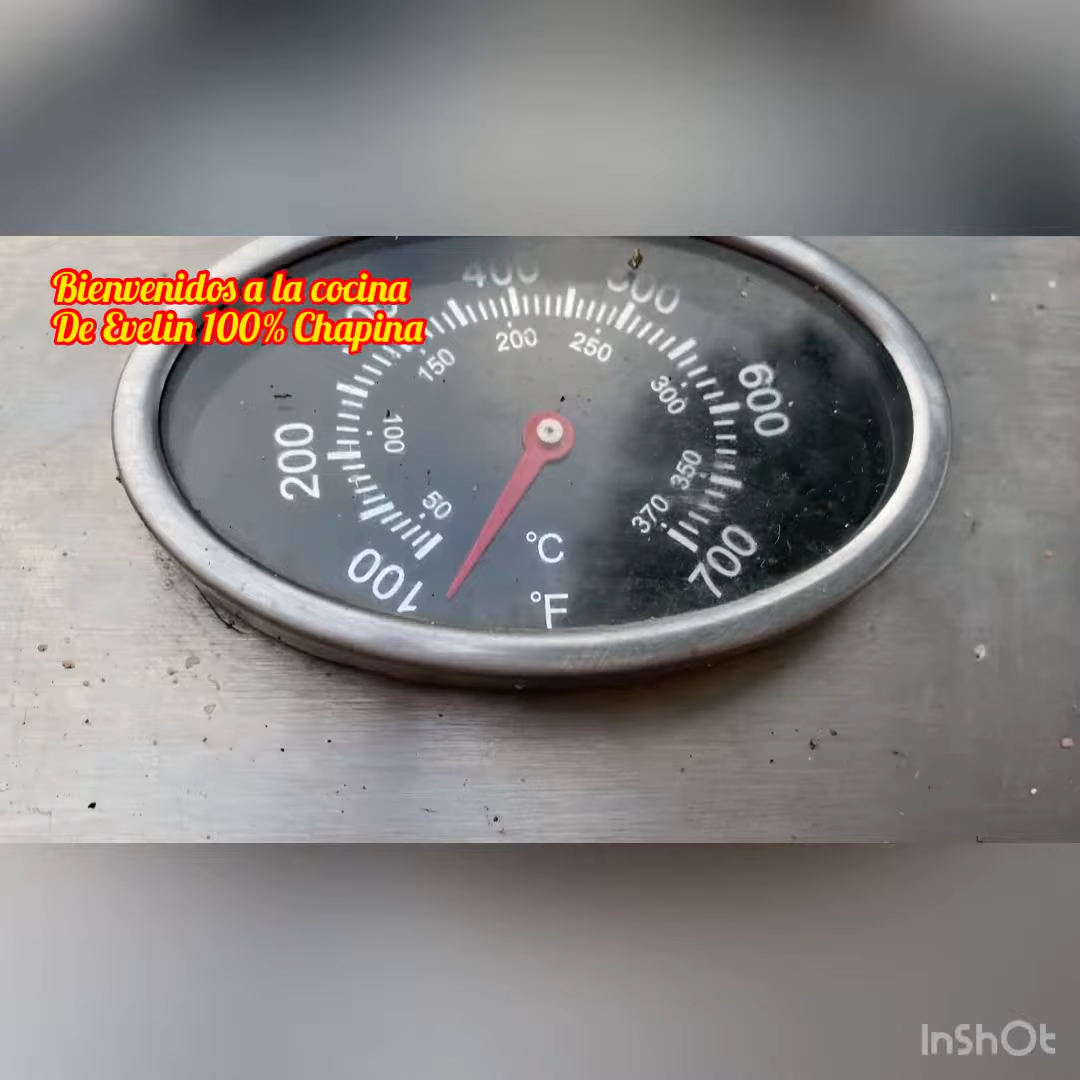 Bienvenidos a la cocina
De Evelin 100% Chapina
400
500
200
250
150
300
600
100
200
50
350
370
100
700
°C
°F
InShOt